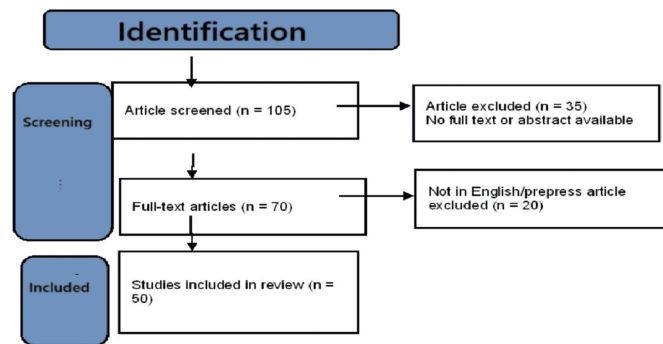 Identification
Screening
Article screened (n = 105)
Article excluded (n = 35)
No full text or abstract available
Full-text articles (n = 70)
Not in English/prepress article
excluded (n = 20)
Included
Studies included in review (n =
50)